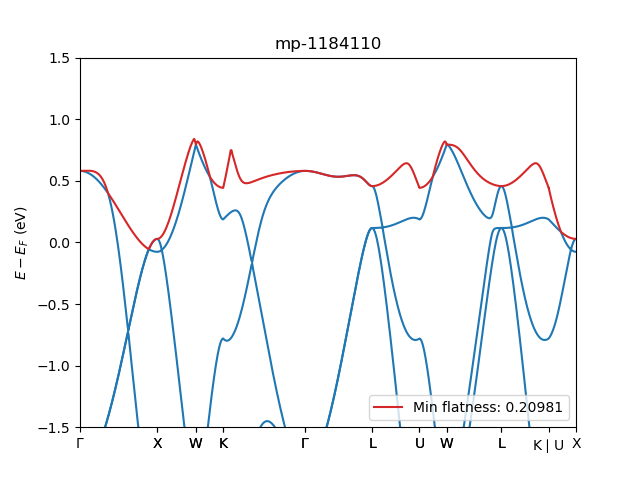 mp-1184110
E − E_F (eV)
1.5
1.0
0.5
0.0
−0.5
−1.0
−1.5
Min flatness: 0.20981
Γ X W K Γ L U W L K | U X